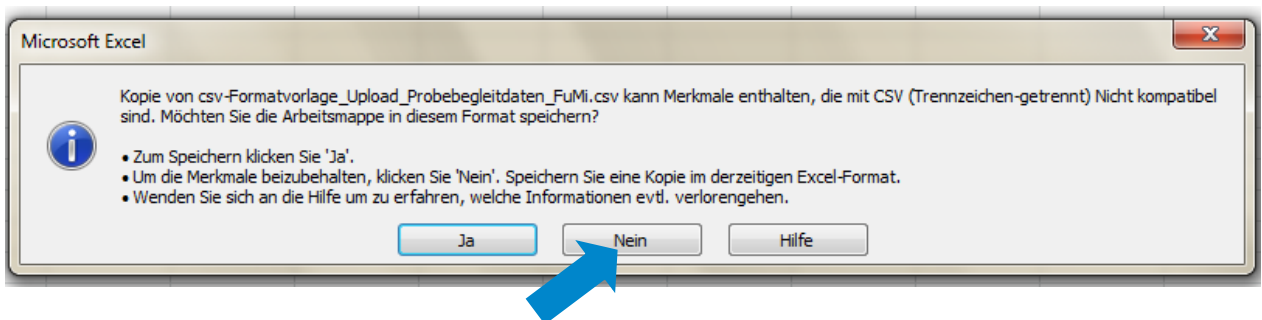 Microsoft Excel
Kopie von csv-Formatvorlage_Upload_Probebegleitdaten_FuMi.csv kann Merkmale enthalten, die mit CSV (Trennzeichen-getrennt) Nicht kompatibel
sind. Möchten Sie die Arbeitsmappe in diesem Format speichern?
• Zum Speichern klicken Sie 'Ja'.
• Um die Merkmale beizubehalten, klicken Sie 'Nein'. Speichern Sie eine Kopie im derzeitigen Excel-Format.
• Wenden Sie sich an die Hilfe um zu erfahren, welche Informationen evtl. verlorengehen.
Ja Nein Hilfe